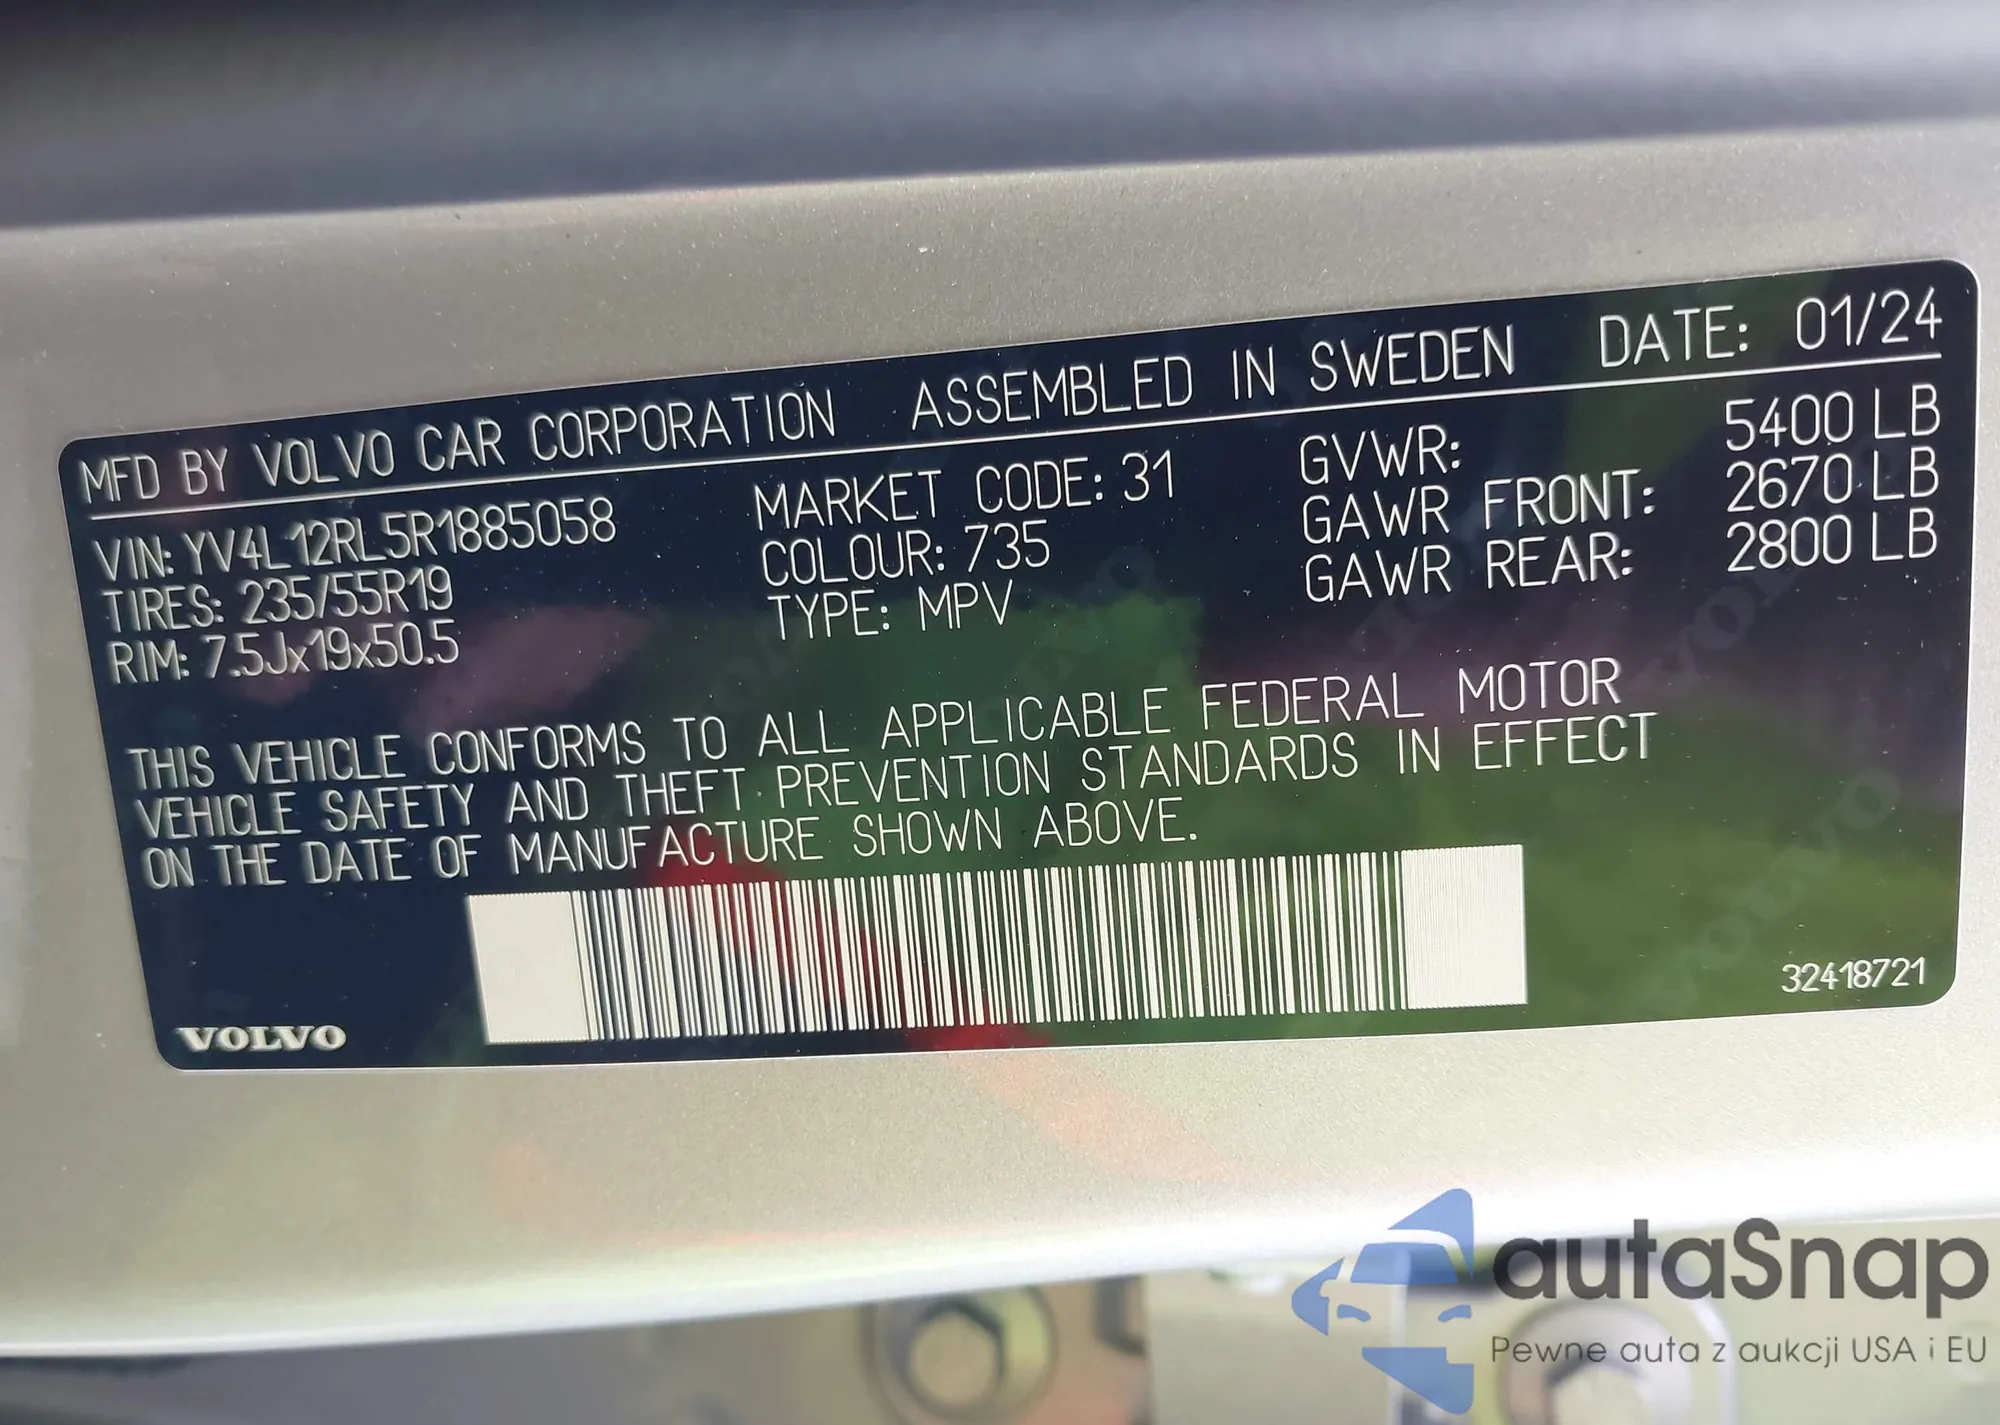 MFD BY VOLVO CAR CORPORATION ASSEMBLED IN SWEDEN DATE: 01/24
VIN: YV4L12RL5R1885058
TIRES: 235/55R19
RIM: 7.5Jx19x50.5
MARKET CODE: 31
COLOUR: 735
TYPE: MPV
GVWR: 5400 LB
GAWR FRONT: 2670 LB
GAWR REAR: 2800 LB
THIS VEHICLE CONFORMS TO ALL APPLICABLE FEDERAL MOTOR
VEHICLE SAFETY AND THEFT PREVENTION STANDARDS IN EFFECT
ON THE DATE OF MANUFACTURE SHOWN ABOVE.
VOLVO
32418721
autaSnap
Pewne auta z aukcji USA i EU